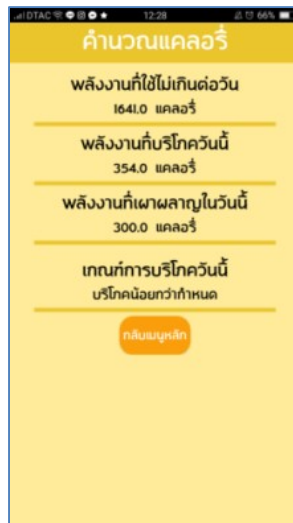 DTAC 12:28 66%
คำนวณแคลอรี่
พลังงานที่ใช้ไม่เกินต่อวัน
1641.0 แคลอรี่
พลังงานที่บริโภควันนี้
354.0 แคลอรี่
พลังงานที่เผาผลาญในวันนี้
300.0 แคลอรี่
เกณฑ์การบริโภควันนี้
บริโภคน้อยกว่ากำหนด
กลับเมนูหลัก